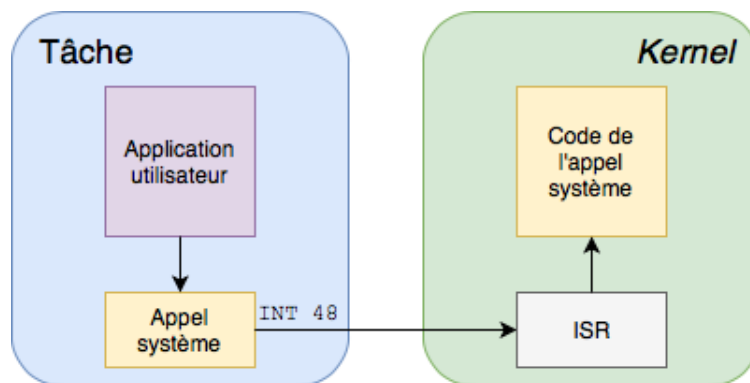 Tâche
Kernel
Application
utilisateur
Code de
l'appel
système
Appel
système
INT 48
ISR